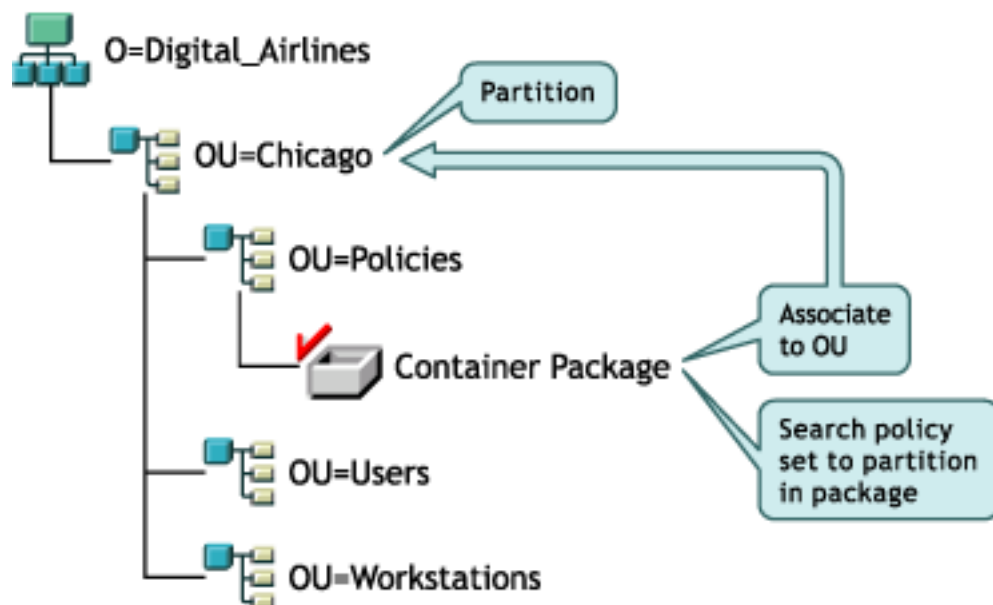 O=Digital_Airlines
Partition
OU=Chicago
OU=Policies
Associate
to OU
Container Package
Search policy
set to partition
in package
OU=Users
OU=Workstations